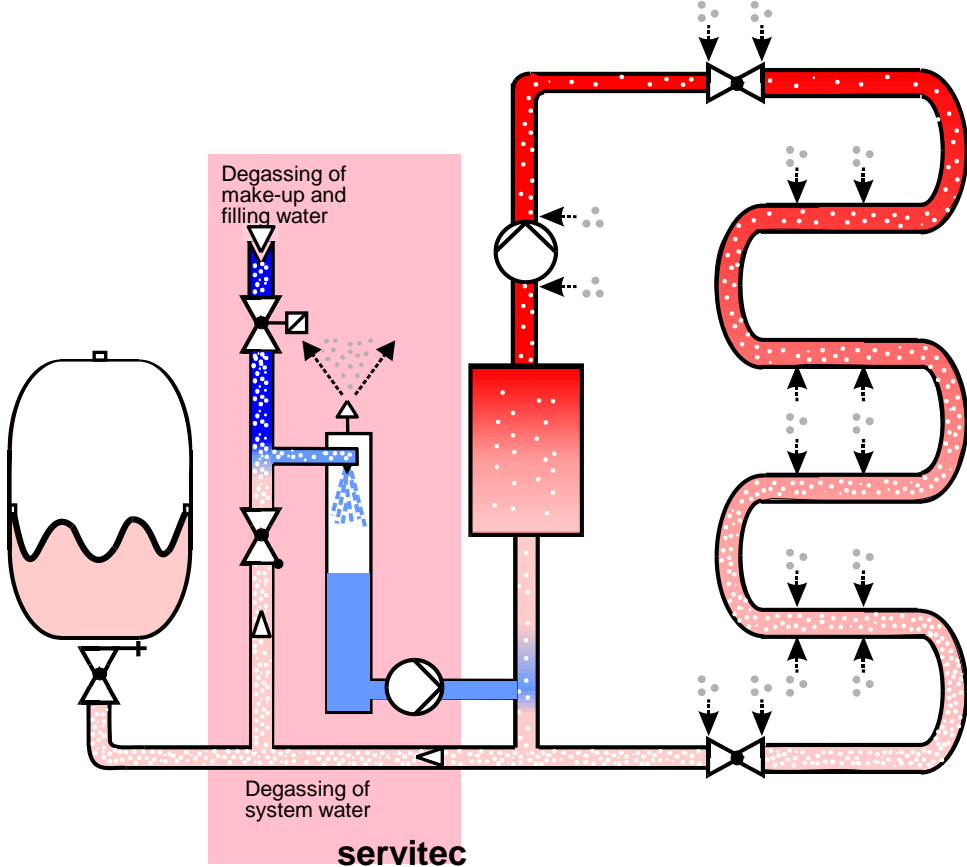 Degassing of
make-up and
filling water
Degassing of
system water
servitec